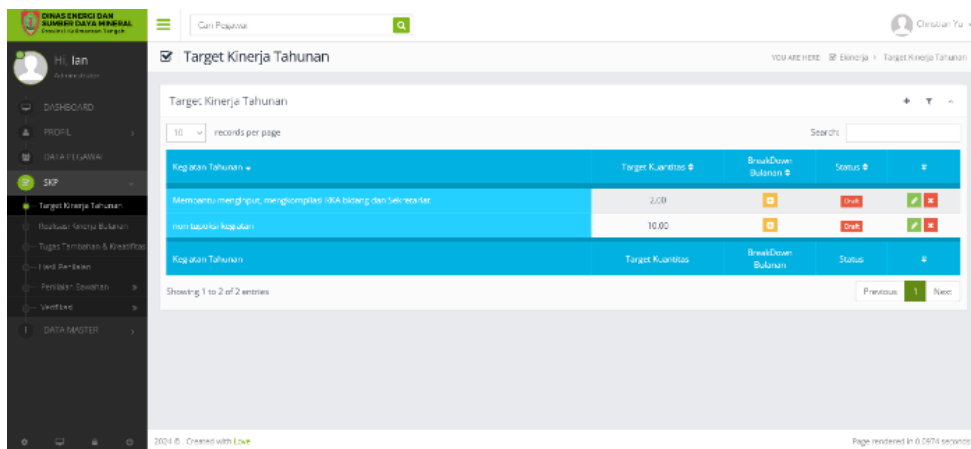 DINAS ENERGI DAN
SUMBER DAYA MINERAL
Provinsi Kalimantan Tengah
Cari Pegawai
Christian Yu
Hi, Ian
Administrator
Target Kinerja Tahunan
YOU ARE HERE: Ekinerja > Target Kinerja Tahunan
DASHBOARD
PROFIL
DATA PEGAWAI
SKP
Target Kinerja Tahunan
Realisasi Kinerja Bulanan
Tugas Tambahan & Kreatifitas
Hasil Penilaian
Penilaian Bawahan
Verifikasi
DATA MASTER
Target Kinerja Tahunan
10 records per page
Search:
Kegiatan Tahunan Target Kuantitas BreakDown Bulanan Status #
Membantu menginput, mengkompilasi RKA bidang dan Sekretariat 2.00 Draft
non tupoksi kegiatan 10.00 Draft
Kegiatan Tahunan Target Kuantitas BreakDown Bulanan Status #
Showing 1 to 2 of 2 entries
Previous 1 Next
2024 © . Created with Love
Page rendered in 0.0974 seconds